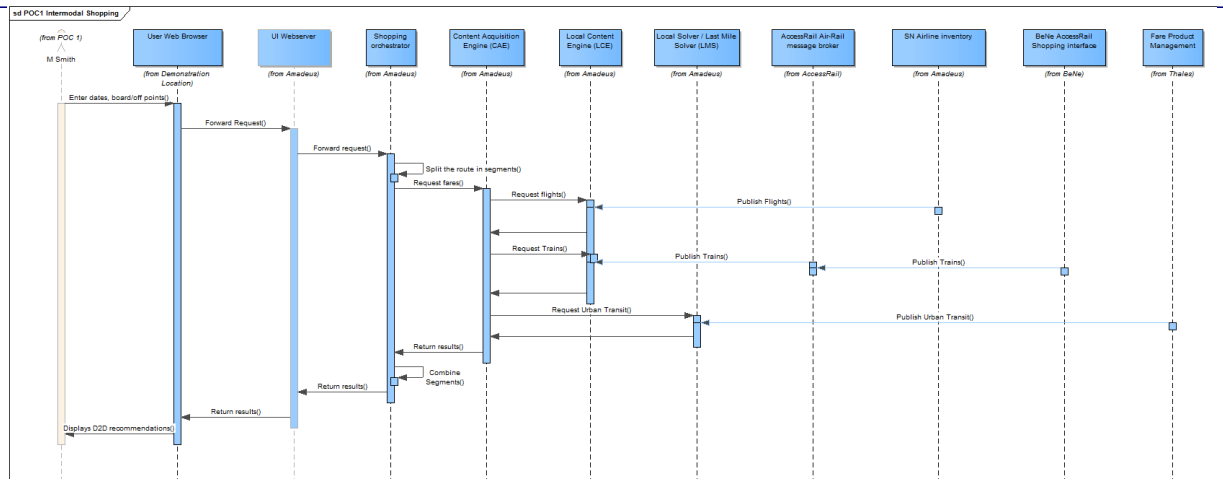 sd POC1 Intermodal Shopping
(from POC 1)
M Smith
User Web Browser
(from Demonstration
Location)
UI Webserver
(from Amadeus)
Shopping
orchestrator
(from Amadeus)
Content Acquisition
Engine (CAE)
(from Amadeus)
Local Content
Engine (LCE)
(from Amadeus)
Local Solver / Last Mile
Solver (LMS)
(from Amadeus)
AccessRail Air-Rail
message broker
(from AccessRail)
SN Airline inventory
(from Amadeus)
BeNe AccessRail
Shopping interface
(from BeNe)
Fare Product
Management
(from Thales)
Enter dates, board/off points()
Forward Request()
Forward request()
Split the route in segments()
Request fares()
Request flights()
Publish Flights()
Request Trains()
Publish Trains()
Publish Trains()
Request Urban Transit()
Publish Urban Transit()
Return results()
Combine
Segments()
Return results()
Return results()
Displays D2D recommendations()